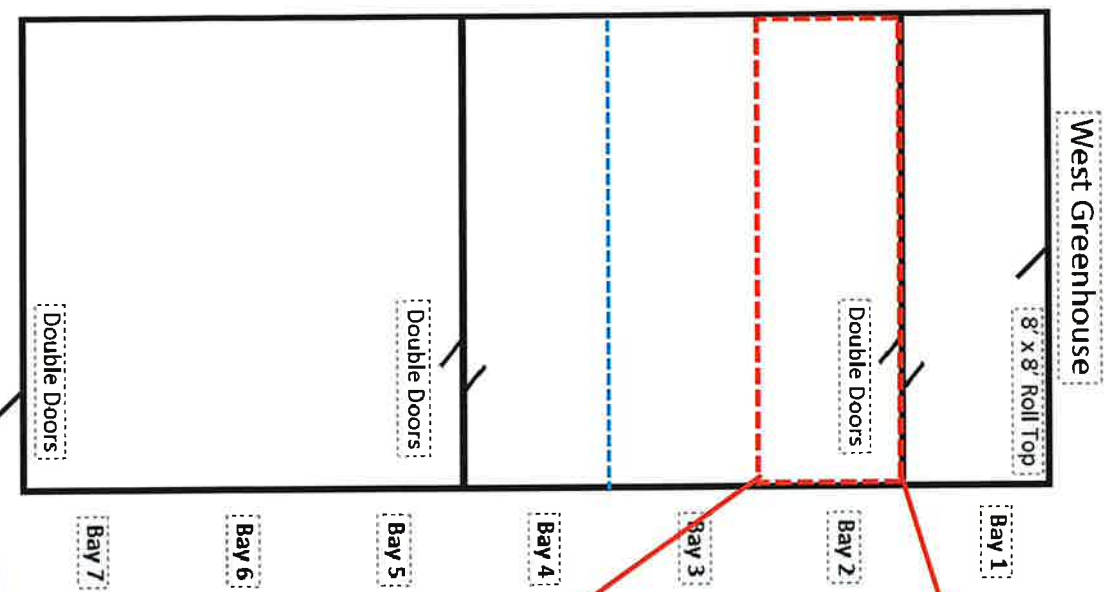 West Greenhouse
8' x 8' Roll Top
Double Doors
Double Doors
Double Doors
Bay 1
Bay 2
Bay 3
Bay 4
Bay 5
Bay 6
Bay 7